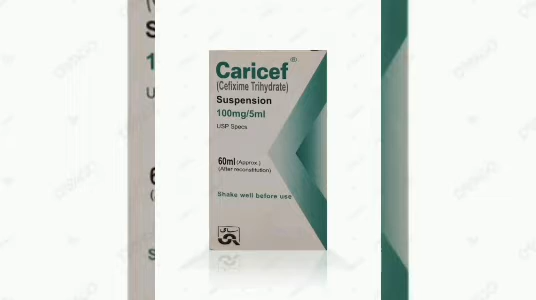 Caricef®
(Cefixime Trihydrate)
Suspension
100mg/5ml
USP Specs
60ml (Approx.)
(After reconstitution)
Shake well before use